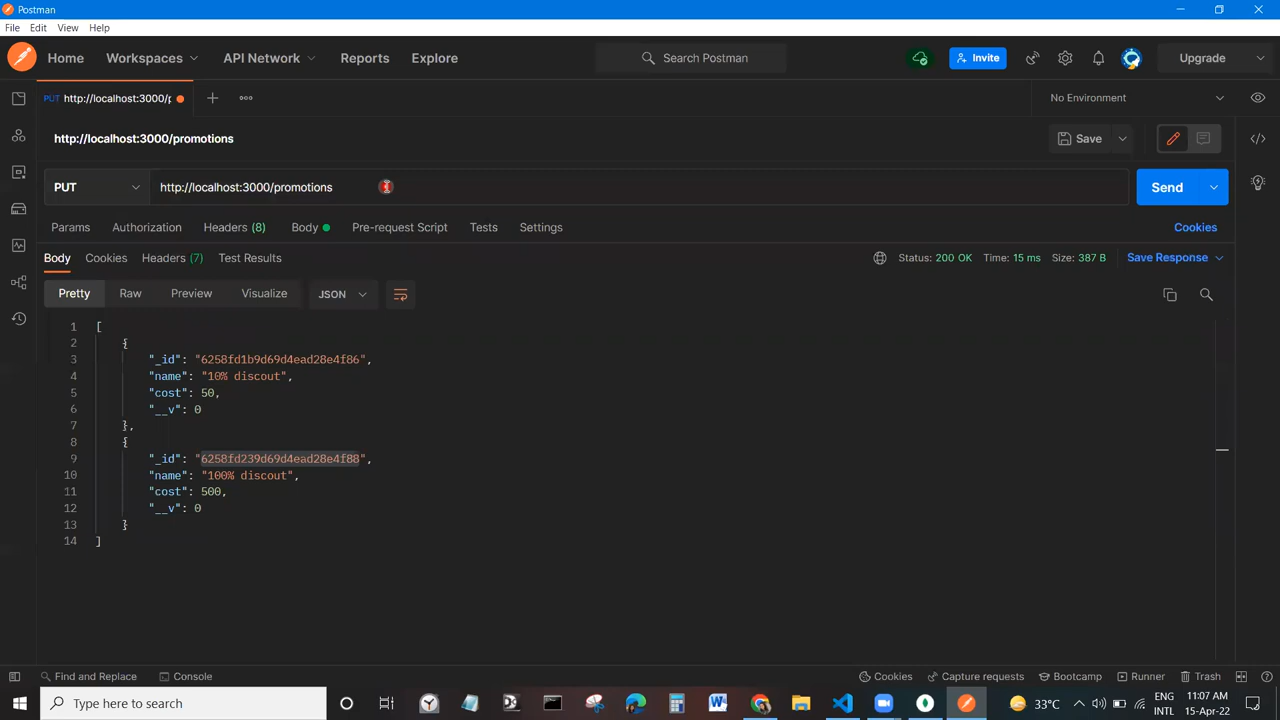 Postman
File Edit View Help
Home Workspaces API Network Reports Explore Search Postman Invite Upgrade
PUT http://localhost:3000/p No Environment
http://localhost:3000/promotions Save
PUT http://localhost:3000/promotions Send
Params Authorization Headers (8) Body Pre-request Script Tests Settings Cookies
Body Cookies Headers (7) Test Results Status: 200 OK Time: 15 ms Size: 387 B Save Response
Pretty Raw Preview Visualize JSON
1 [
2 {
3 "_id": "6258fd1b9d69d4ead28e4f86",
4 "name": "10% discout",
5 "cost": 50,
6 "__v": 0
7 },
8 {
9 "_id": "6258fd239d69d4ead28e4f88",
10 "name": "100% discout",
11 "cost": 500,
12 "__v": 0
13 }
14 ]
Find and Replace Console Cookies Capture requests Bootcamp Runner Trash
Type here to search 33°C ENG INTL 11:07 AM 15-Apr-22